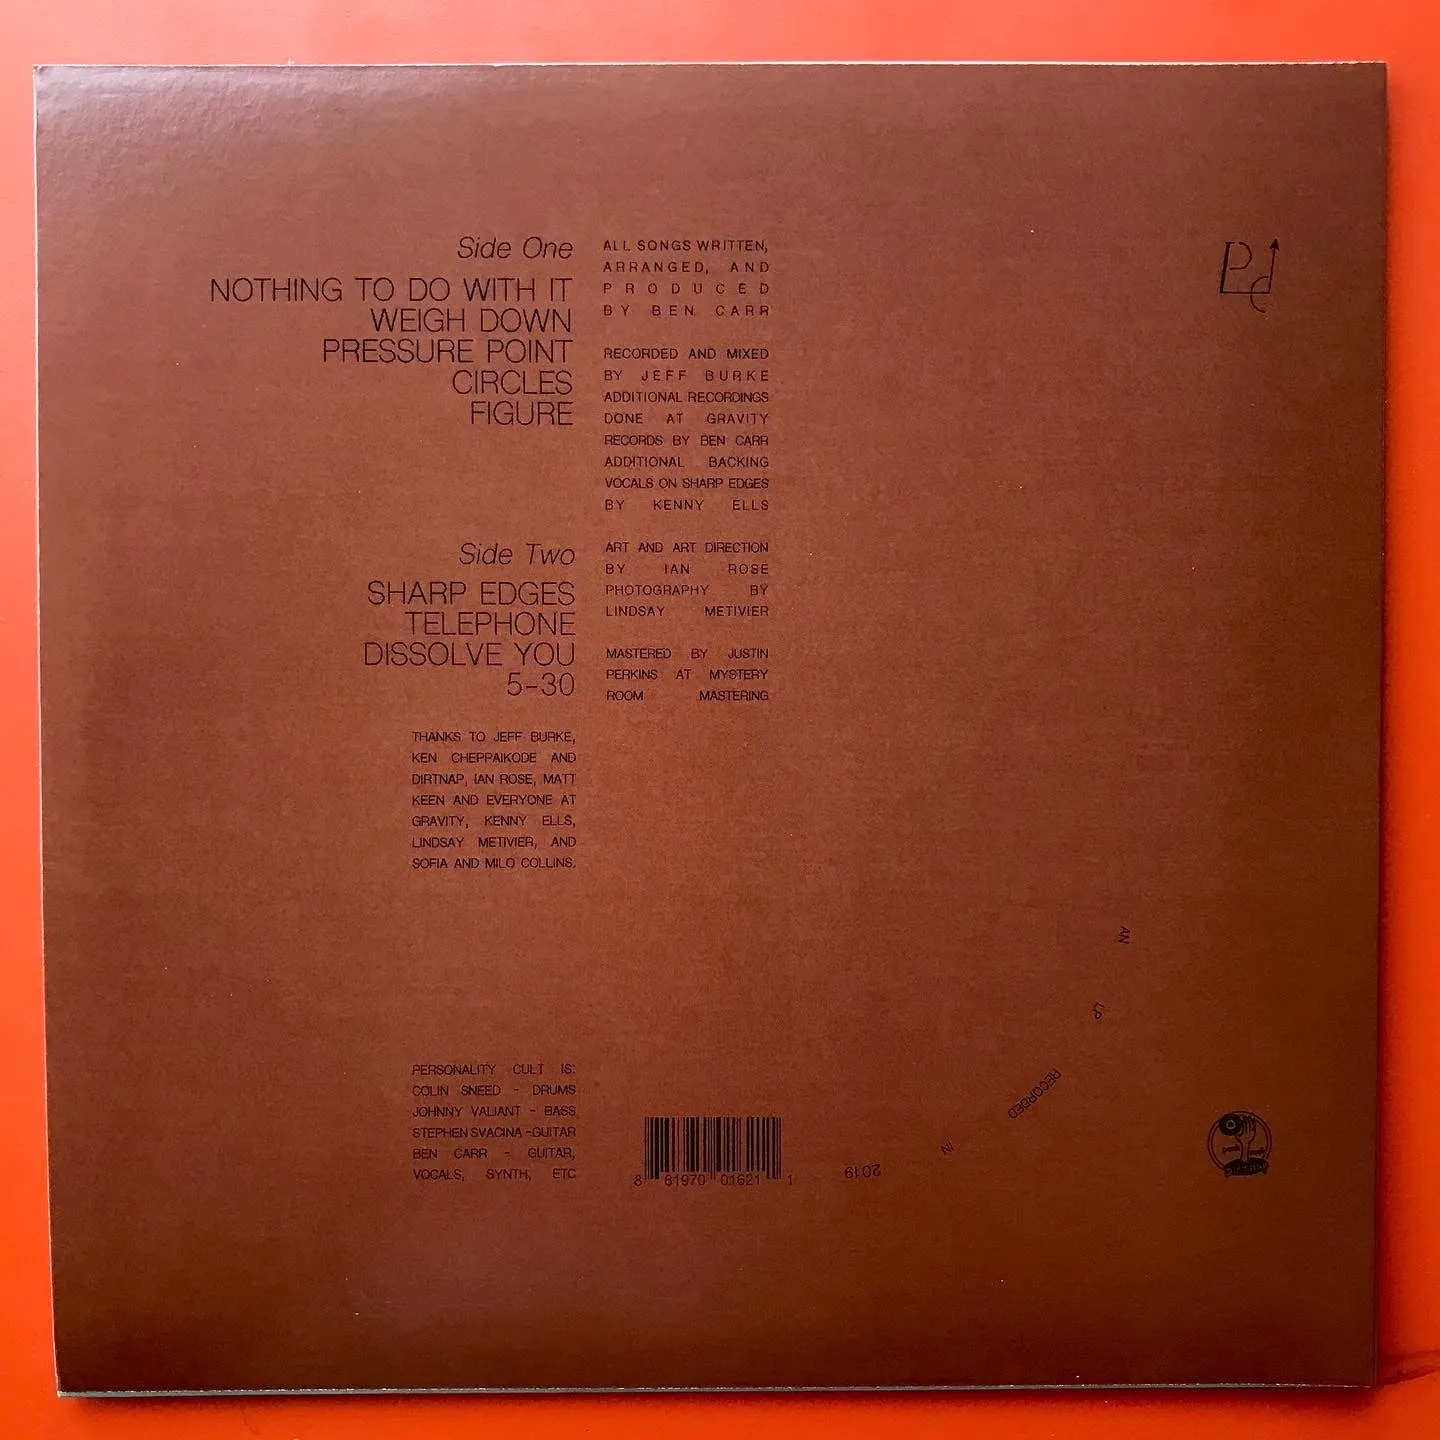 Side One
NOTHING TO DO WITH IT
WEIGH DOWN
PRESSURE POINT
CIRCLES
FIGURE
Side Two
SHARP EDGES
TELEPHONE
DISSOLVE YOU
5-30
THANKS TO JEFF BURKE,
KEN CHEPPAIKODE AND
DIRTNAP, IAN ROSE, MATT
KEEN AND EVERYONE AT
GRAVITY, KENNY ELLS,
LINDSAY METIVIER, AND
SOFIA AND MILO COLLINS.
PERSONALITY CULT IS:
COLIN SNEED - DRUMS
JOHNNY VALIANT - BASS
STEPHEN SVACINA -GUITAR
BEN CARR - GUITAR,
VOCALS, SYNTH, ETC
ALL SONGS WRITTEN,
ARRANGED, AND
PRODUCED
BY BEN CARR
RECORDED AND MIXED
BY JEFF BURKE
ADDITIONAL RECORDINGS
DONE AT GRAVITY
RECORDS BY BEN CARR
ADDITIONAL BACKING
VOCALS ON SHARP EDGES
BY KENNY ELLS
ART AND ART DIRECTION
BY IAN ROSE
PHOTOGRAPHY BY
LINDSAY METIVIER
MASTERED BY JUSTIN
PERKINS AT MYSTERY
ROOM MASTERING
8 81970 01621 1
AN
LP
RECORDED
IN
2019